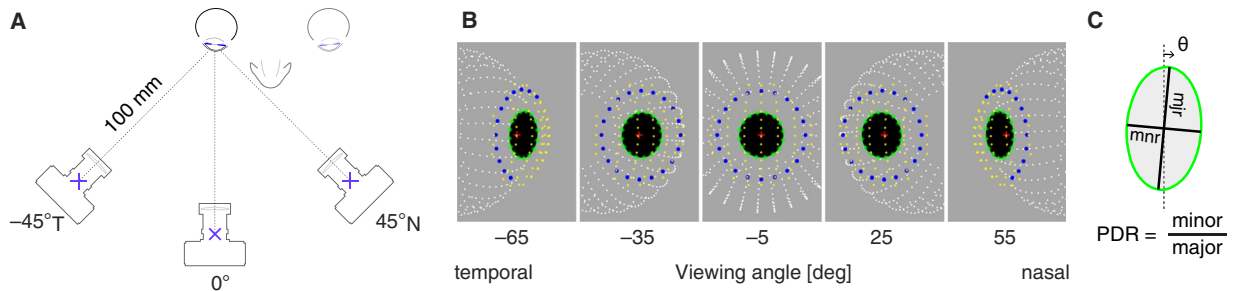 A
100 mm
−45°T
0°
45°N
B
−65
−35
−5
25
55
temporal
Viewing angle [deg]
nasal
C
θ
mjr
mnr
PDR = minor
major